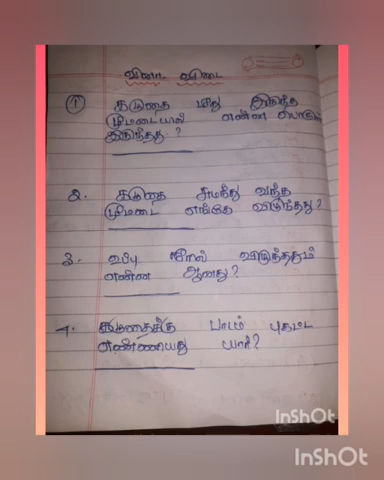 வினா விடை
① கழுதை மீது இருந்த
மூட்டையால் என்ன
இருந்தது?
2. கழுதை சுமந்து வந்த
மூட்டை எங்கே விழுந்தது?
3. உப்பு நீரில் விழுந்ததும்
என்ன ஆனது?
4. கழுதைக்கு பாடம் புகட்ட
எண்ணியது யார்?
InShOt
InShOt